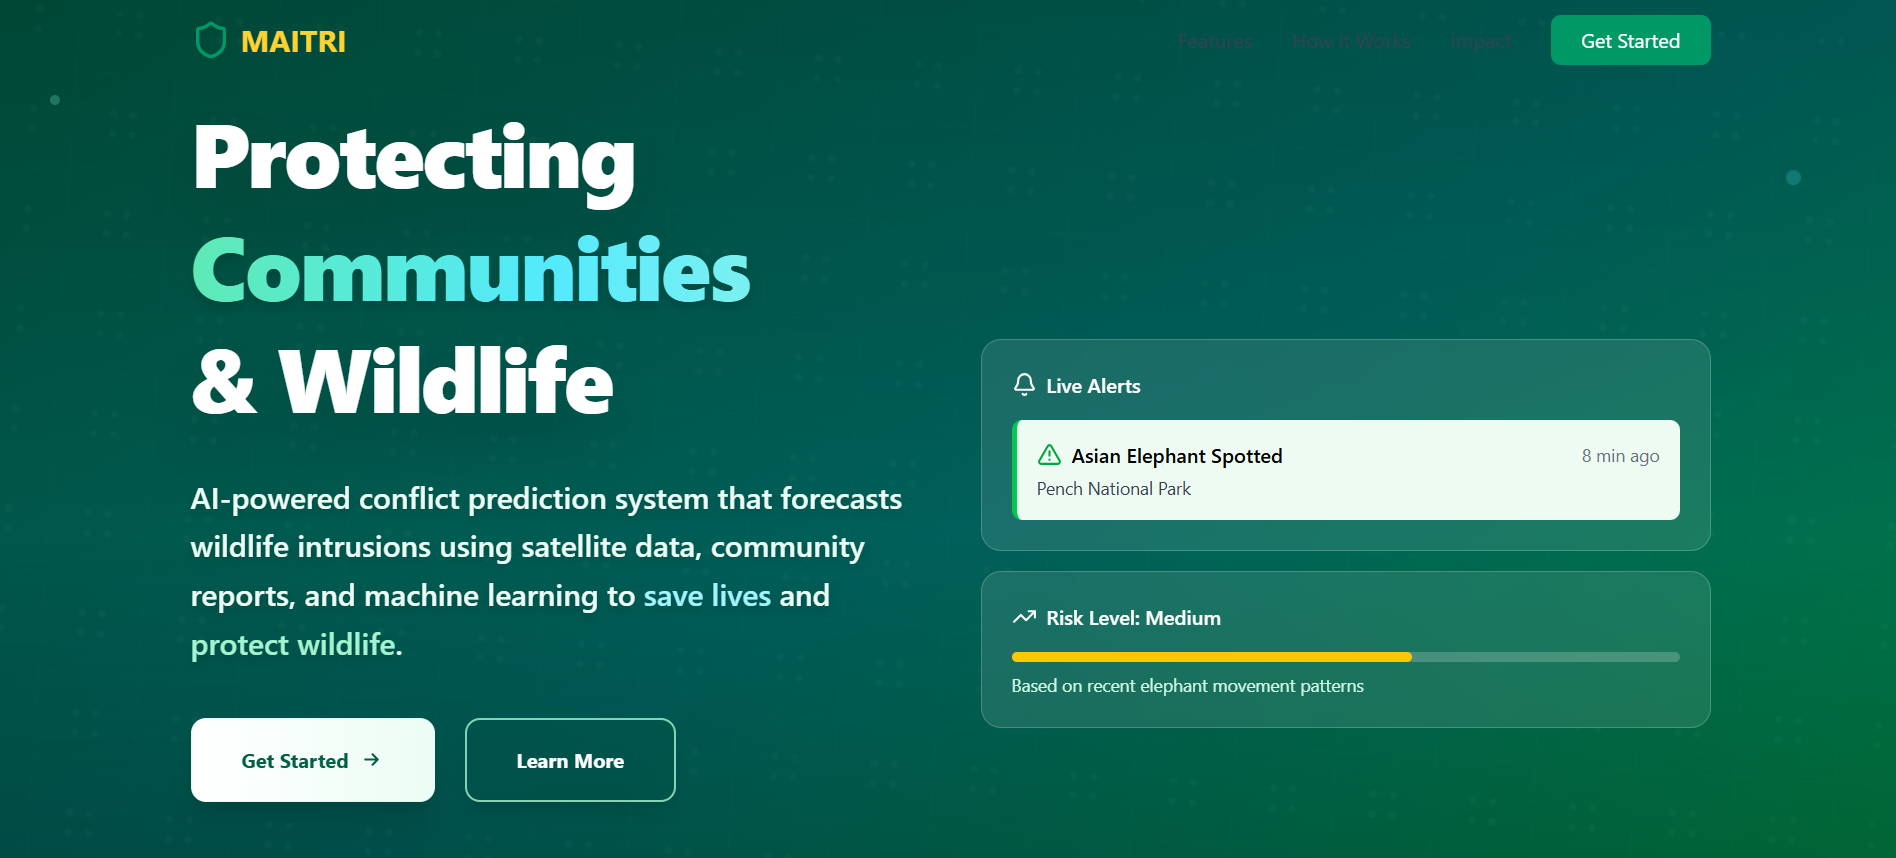 MAITRI
Features
How It Works
Impact
Get Started
Protecting
Communities
& Wildlife
AI-powered conflict prediction system that forecasts
wildlife intrusions using satellite data, community
reports, and machine learning to save lives and
protect wildlife.
Get Started
Learn More
Live Alerts
Asian Elephant Spotted
8 min ago
Pench National Park
Risk Level: Medium
Based on recent elephant movement patterns